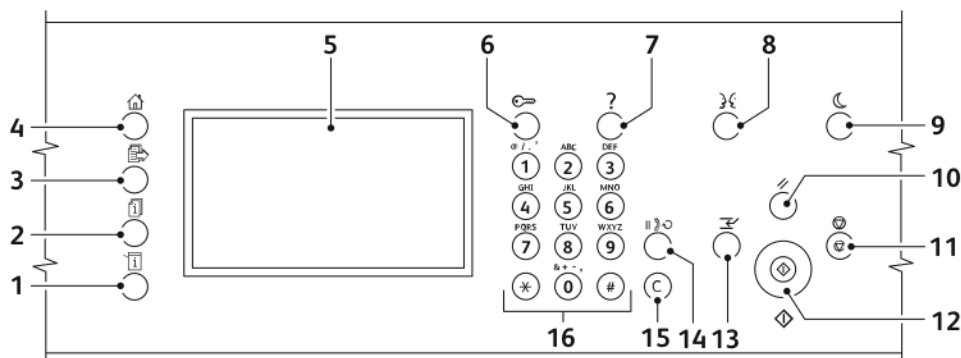 5 6 7 8
4 ? 9
@ / . ' ABC DEF
3 1 2 3
GHI JKL MNO 10
4 5 6
2 PQRS TUV WXYZ 11
7 8 9
& + - ,
1 * 0 # C 12
16 15 14 13